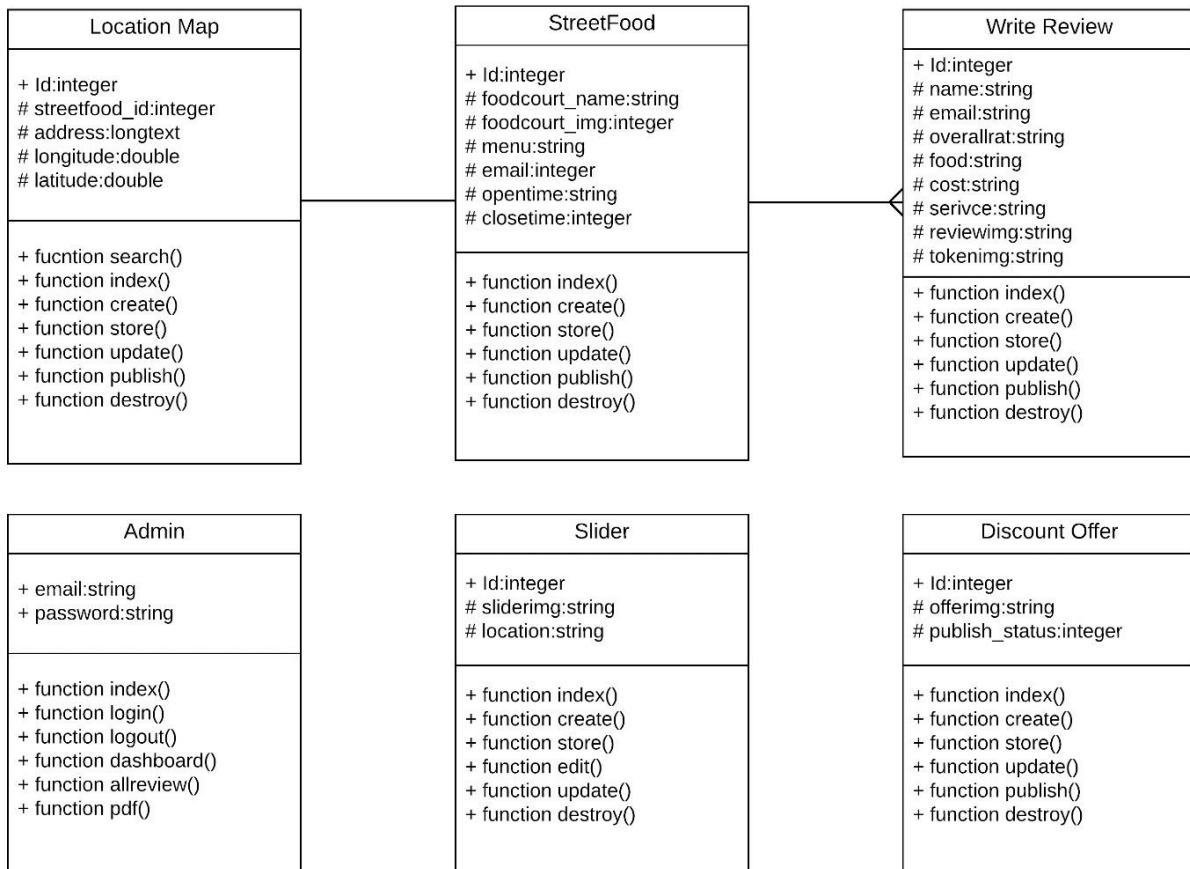 Location Map
+ Id:integer
# streetfood_id:integer
# address:longtext
# longitude:double
# latitude:double
+ fucntion search()
+ function index()
+ function create()
+ function store()
+ function update()
+ function publish()
+ function destroy()
StreetFood
+ Id:integer
# foodcourt_name:string
# foodcourt_img:integer
# menu:string
# email:integer
# opentime:string
# closetime:integer
+ function index()
+ function create()
+ function store()
+ function update()
+ function publish()
+ function destroy()
Write Review
+ Id:integer
# name:string
# email:string
# overallrat:string
# food:string
# cost:string
# serivce:string
# reviewimg:string
# tokenimg:string
+ function index()
+ function create()
+ function store()
+ function update()
+ function publish()
+ function destroy()
Admin
+ email:string
+ password:string
+ function index()
+ function login()
+ function logout()
+ function dashboard()
+ function allreview()
+ function pdf()
Slider
+ Id:integer
# sliderimg:string
# location:string
+ function index()
+ function create()
+ function store()
+ function edit()
+ function update()
+ function destroy()
Discount Offer
+ Id:integer
# offerimg:string
# publish_status:integer
+ function index()
+ function create()
+ function store()
+ function update()
+ function publish()
+ function destroy()